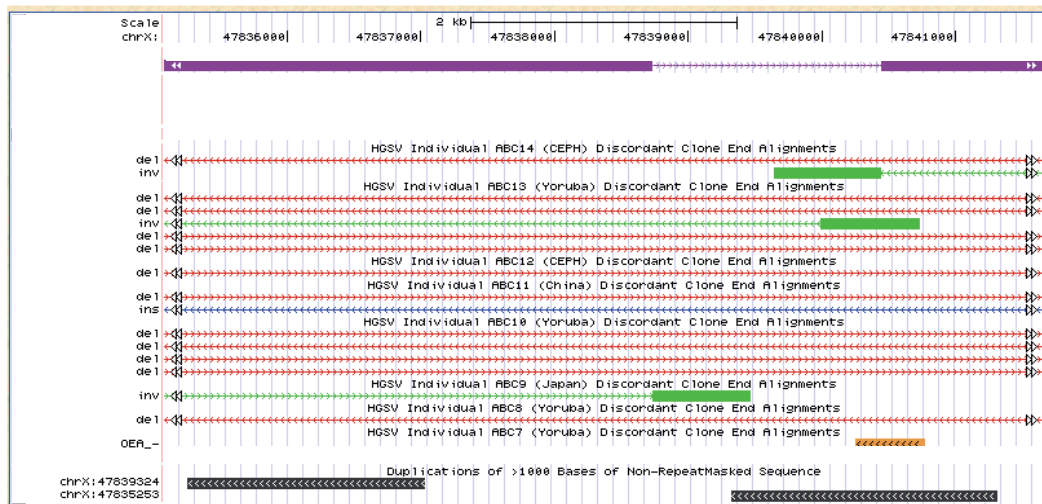 Scale 2 kb
chrX: 47836000 47837000 47838000 47839000 47840000 47841000
HGSV Individual ABC14 (CEPH) Discordant Clone End Alignments
del
inv
HGSV Individual ABC13 (Yoruba) Discordant Clone End Alignments
del
del
inv
del
del
HGSV Individual ABC12 (CEPH) Discordant Clone End Alignments
del
HGSV Individual ABC11 (China) Discordant Clone End Alignments
del
ins
HGSV Individual ABC10 (Yoruba) Discordant Clone End Alignments
del
del
del
del
HGSV Individual ABC9 (Japan) Discordant Clone End Alignments
inv
HGSV Individual ABC8 (Yoruba) Discordant Clone End Alignments
del
HGSV Individual ABC7 (Yoruba) Discordant Clone End Alignments
OEA_-
Duplications of >1000 Bases of Non-RepeatMasked Sequence
chrX:47839324
chrX:47835253